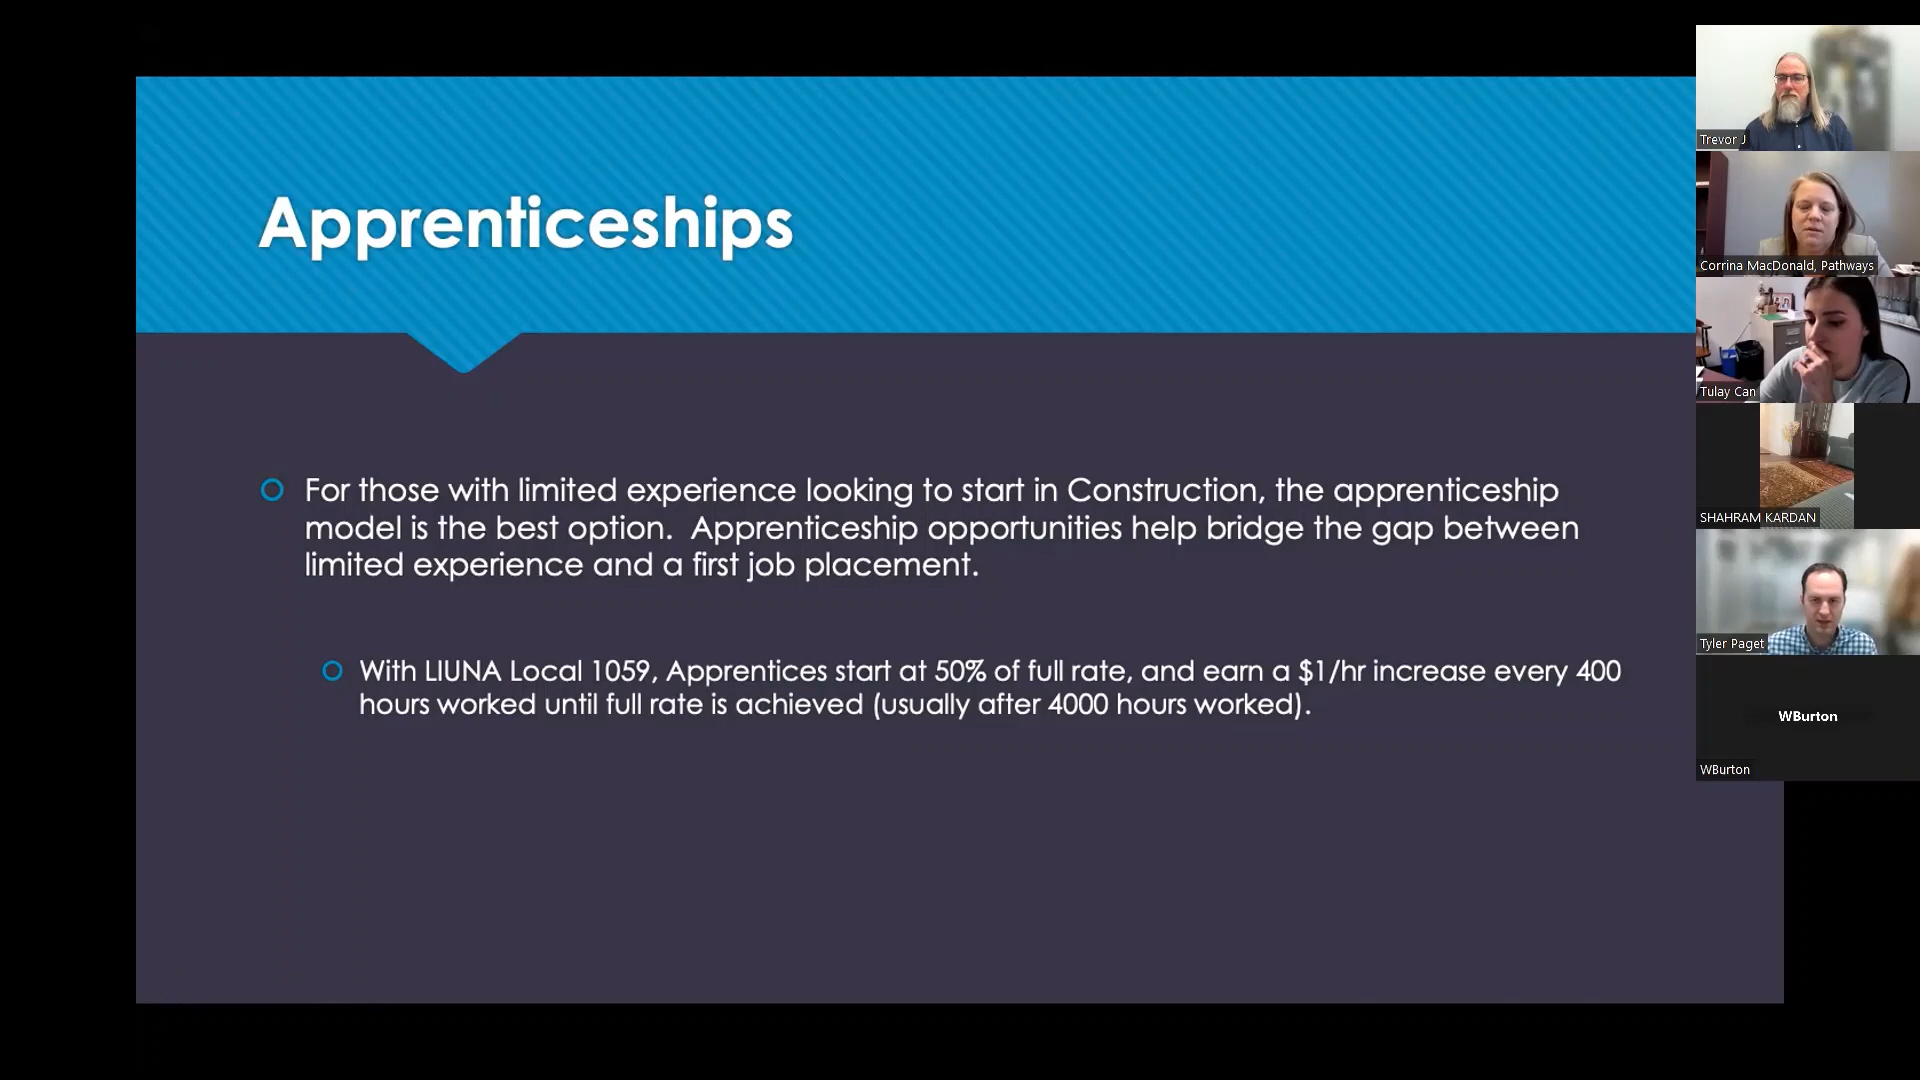 Apprenticeships
For those with limited experience looking to start in Construction, the apprenticeship
model is the best option.  Apprenticeship opportunities help bridge the gap between
limited experience and a first job placement.
With LIUNA Local 1059, Apprentices start at 50% of full rate, and earn a $1/hr increase every 400
hours worked until full rate is achieved (usually after 4000 hours worked).
Trevor J
Corrina MacDonald, Pathways
Tulay Can
SHAHRAM KARDAN
Tyler Paget
WBurton
WBurton